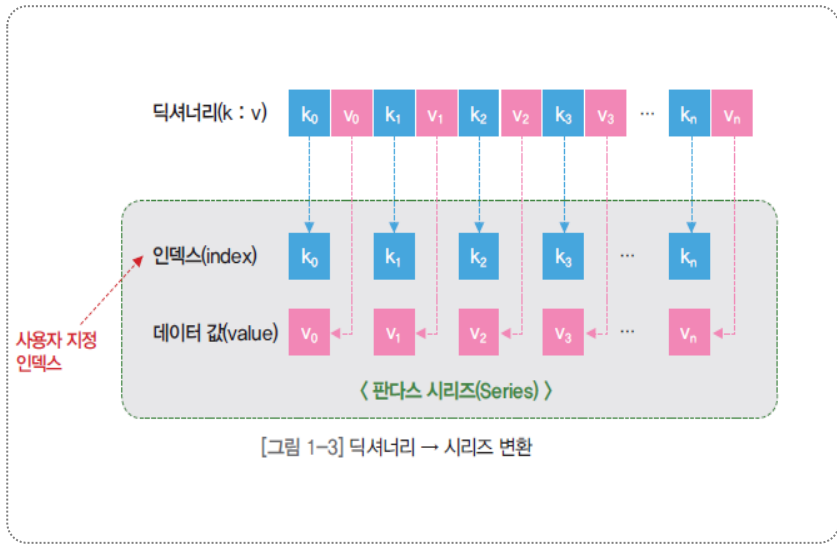 딕셔너리(k : v) k₀ v₀ k₁ v₁ k₂ v₂ k₃ v₃ ··· kₙ vₙ
인덱스(index) k₀ k₁ k₂ k₃ ··· kₙ
데이터 값(value) v₀ v₁ v₂ v₃ ··· vₙ
사용자 지정
인덱스
〈 판다스 시리즈(Series) 〉
[그림 1-3] 딕셔너리 → 시리즈 변환